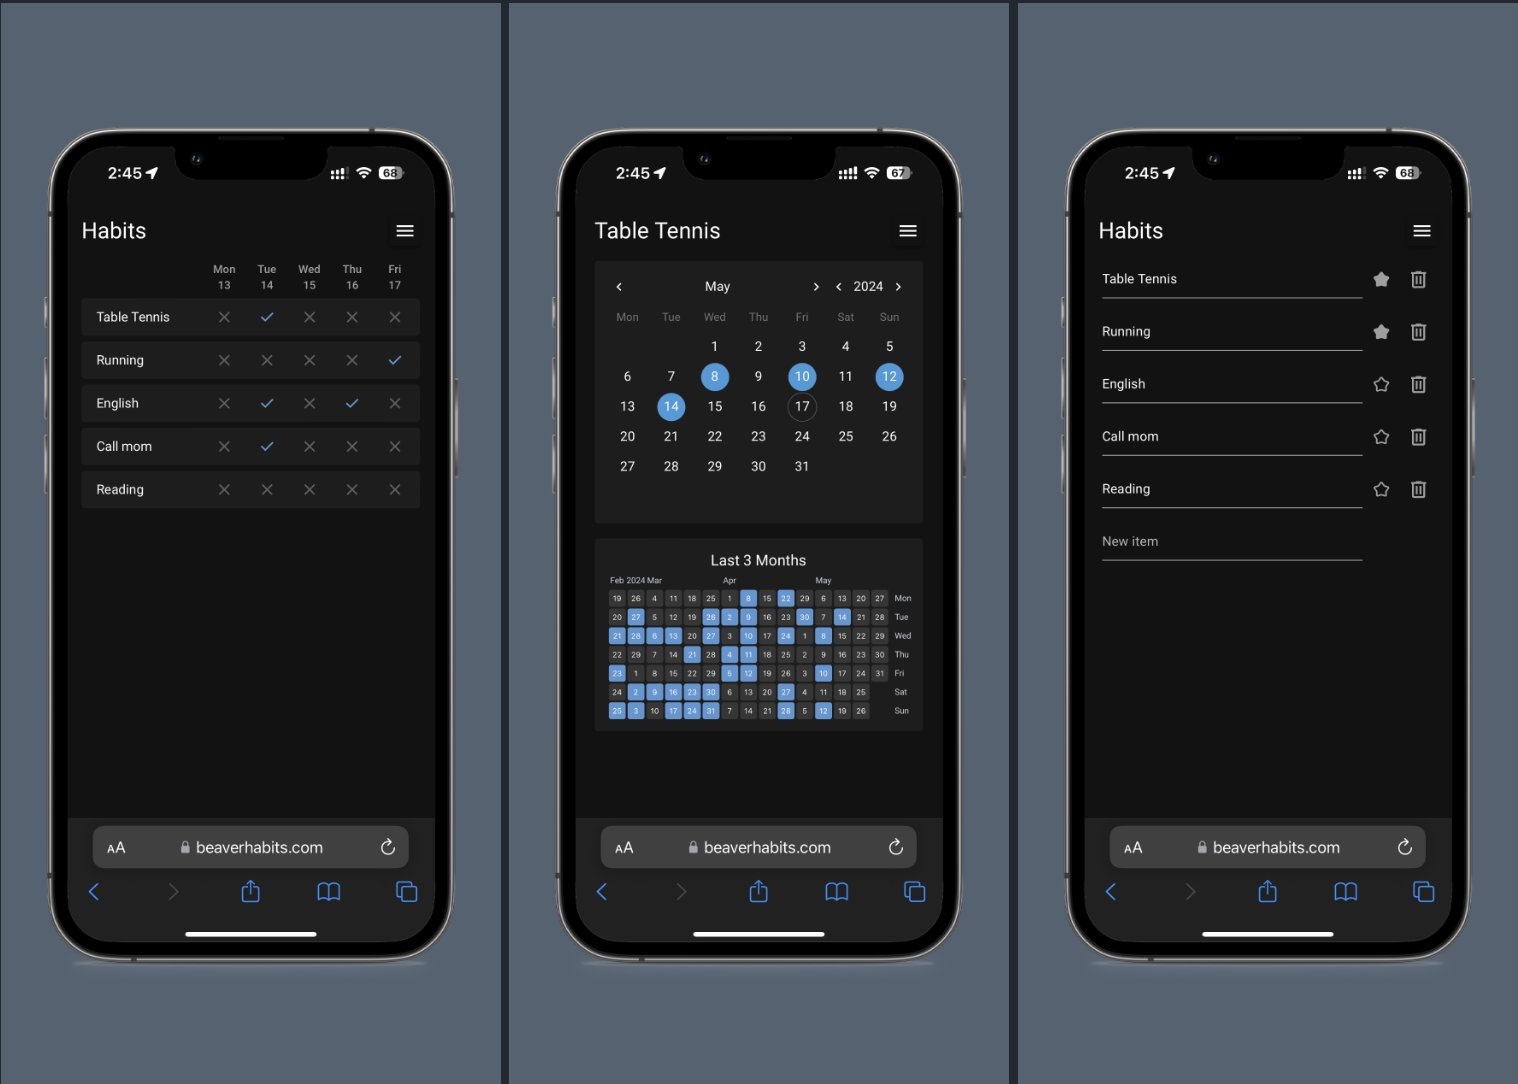 2:45 68
Habits
Mon Tue Wed Thu Fri
13 14 15 16 17
Table Tennis
Running
English
Call mom
Reading
AA beaverhabits.com
2:45 67
Table Tennis
May 2024
Mon Tue Wed Thu Fri Sat Sun
1 2 3 4 5
6 7 8 9 10 11 12
13 14 15 16 17 18 19
20 21 22 23 24 25 26
27 28 29 30 31
Last 3 Months
Feb 2024 Mar Apr May
19 26 4 11 18 25 1 8 15 22 29 6 13 20 27 Mon
20 27 5 12 19 26 2 9 16 23 30 7 14 21 28 Tue
21 28 6 13 20 27 3 10 17 24 1 8 15 22 29 Wed
22 29 7 14 21 28 4 11 18 25 2 9 16 23 30 Thu
23 1 8 15 22 29 5 12 19 26 3 10 17 24 31 Fri
24 2 9 16 23 30 6 13 20 27 4 11 18 25 Sat
25 3 10 17 24 31 7 14 21 28 5 12 19 26 Sun
AA beaverhabits.com
2:45 68
Habits
Table Tennis
Running
English
Call mom
Reading
New item
AA beaverhabits.com